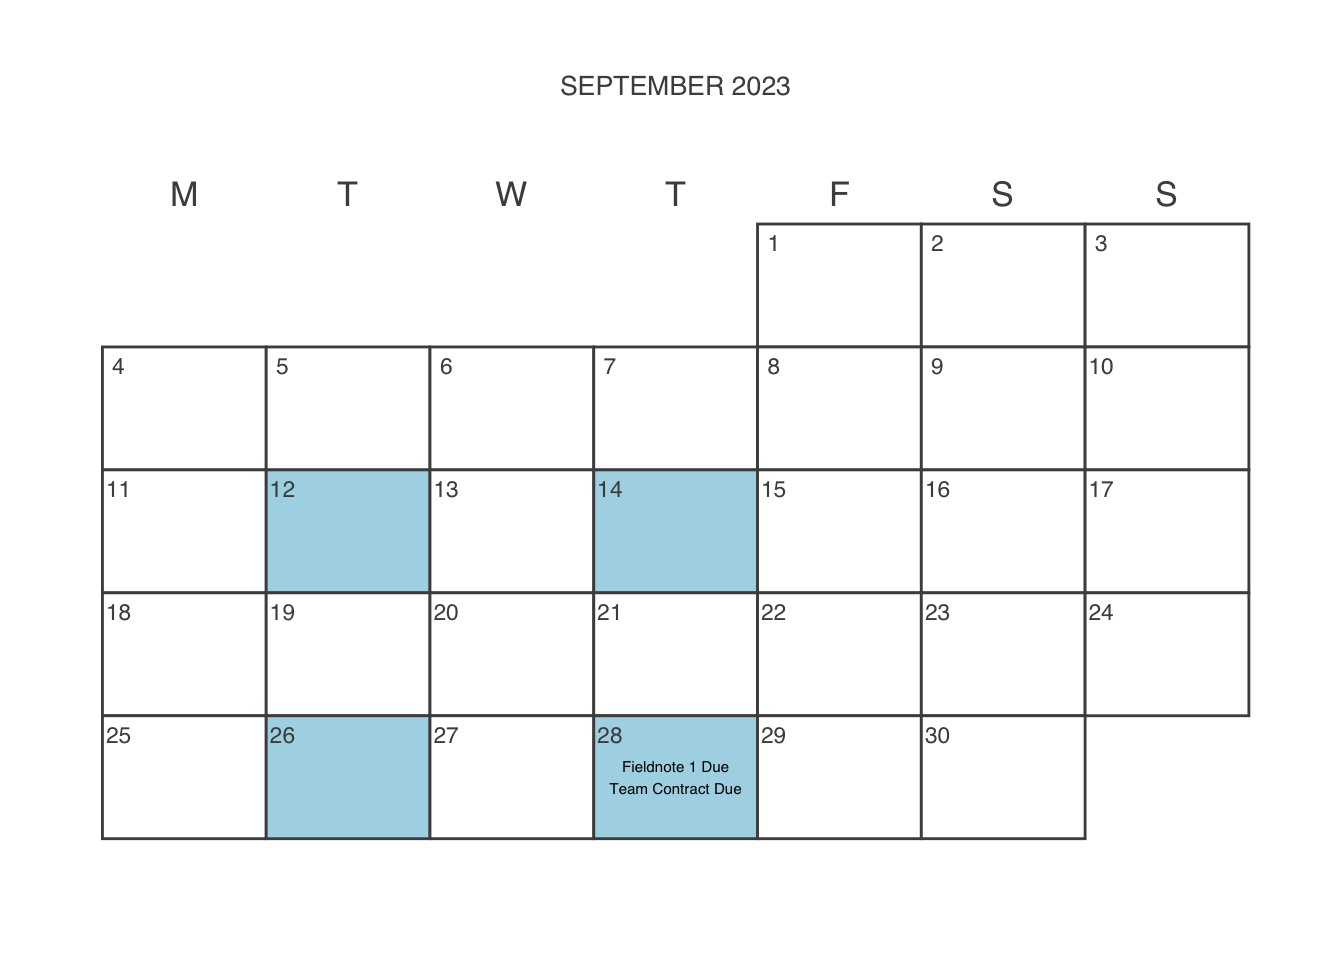 SEPTEMBER 2023
M T W T F S S
1 2 3
4 5 6 7 8 9 10
11 12 13 14 15 16 17
18 19 20 21 22 23 24
25 26 27 28 29 30
Fieldnote 1 Due
Team Contract Due